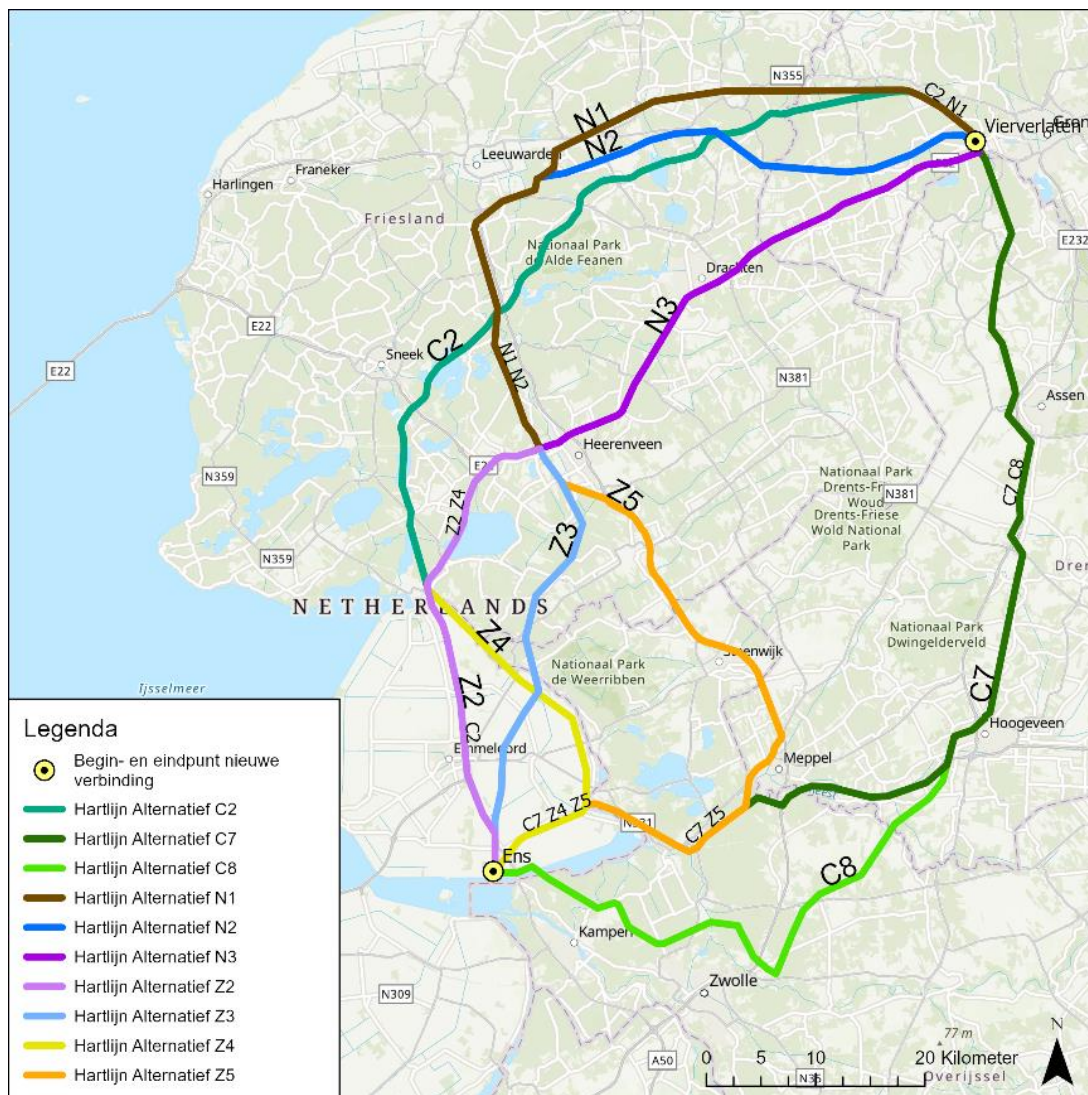 N355
C2 N1
N1
Vierverlaten
N2
Leeuwarden
Franeker
Harlingen
Friesland
E232
Nationaal Park
de Alde Feanen
Drachten
N3
E22
C2
Sneek
E22
N1 N2
N381
Assen
Heerenveen
N359
Z5
C7 C8
Nationaal Park
Drents-Frie
Woud
N381
Drents-Friese
Wold National
Park
Z2 Z4
Z3
N359
NETHERLANDS
Z4
Nationaal Park
Dwingelderveld
Nationaal Park
de Weerribben
Ijsselmeer
Z2
C2
C7
Emmeloord
Hoogeveen
Meppel
C7 Z4 Z5
C7 Z5
Ens
C8
Kampen
Zwolle
N309
77 m
A50
N35
Overijssel
N
0 5 10 20 Kilometer
Legenda
Begin- en eindpunt nieuwe
verbinding
Hartlijn Alternatief C2
Hartlijn Alternatief C7
Hartlijn Alternatief C8
Hartlijn Alternatief N1
Hartlijn Alternatief N2
Hartlijn Alternatief N3
Hartlijn Alternatief Z2
Hartlijn Alternatief Z3
Hartlijn Alternatief Z4
Hartlijn Alternatief Z5